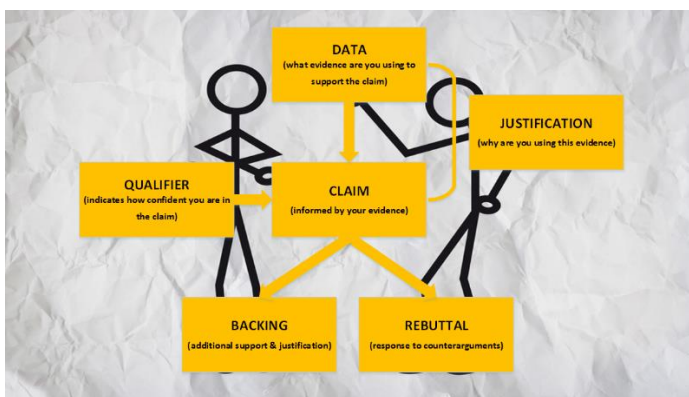 DATA
(what evidence are you using to
support the claim)
JUSTIFICATION
(why are you using this evidence)
QUALIFIER
(indicates how confident you are in
the claim)
CLAIM
(informed by your evidence)
BACKING
(additional support & justification)
REBUTTAL
(response to counterarguments)